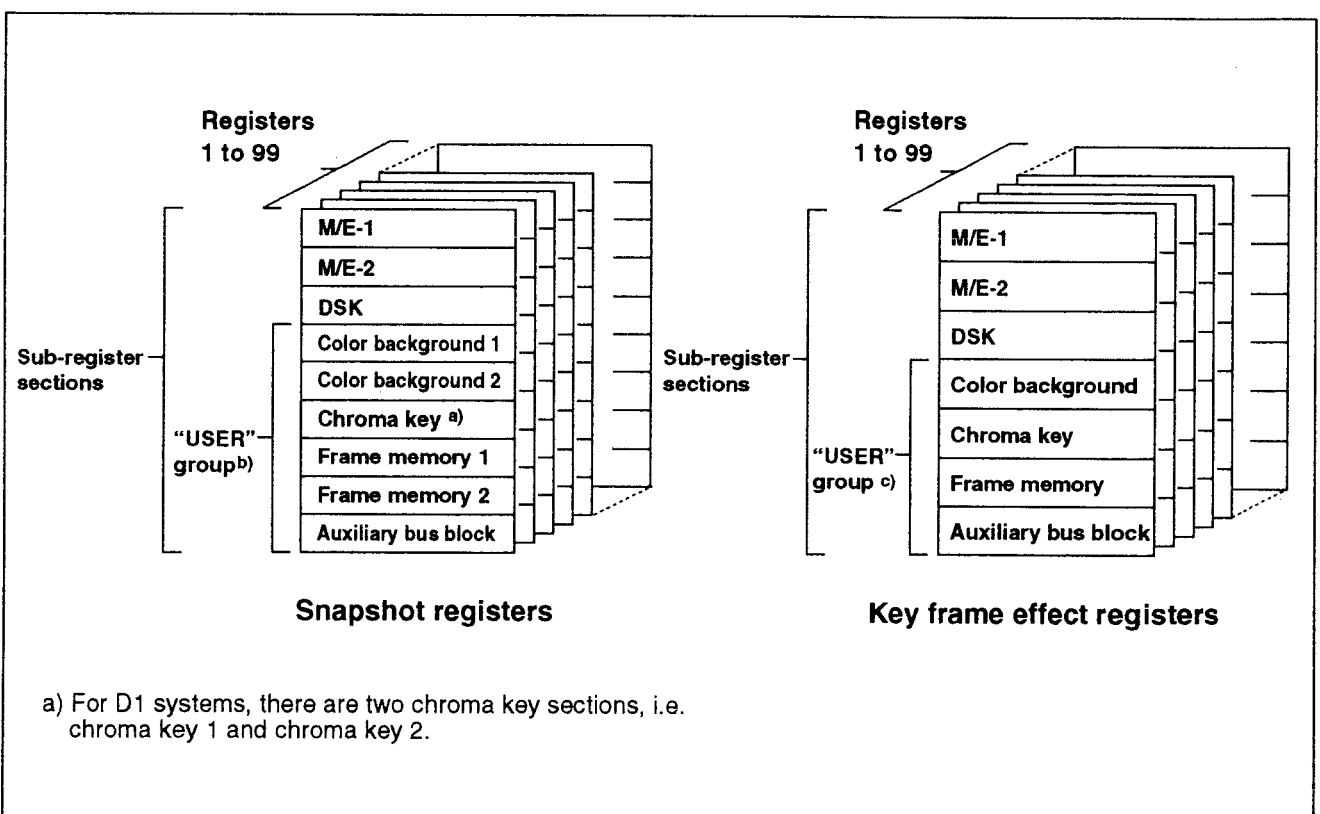 Registers
1 to 99
M/E-1
M/E-2
DSK
Color background 1
Color background 2
Chroma key a)
Frame memory 1
Frame memory 2
Auxiliary bus block
Sub-register
sections
“USER”
group b)
Snapshot registers
Registers
1 to 99
M/E-1
M/E-2
DSK
Color background
Chroma key
Frame memory
Auxiliary bus block
Sub-register
sections
“USER”
group c)
Key frame effect registers
a) For D1 systems, there are two chroma key sections, i.e.
chroma key 1 and chroma key 2.